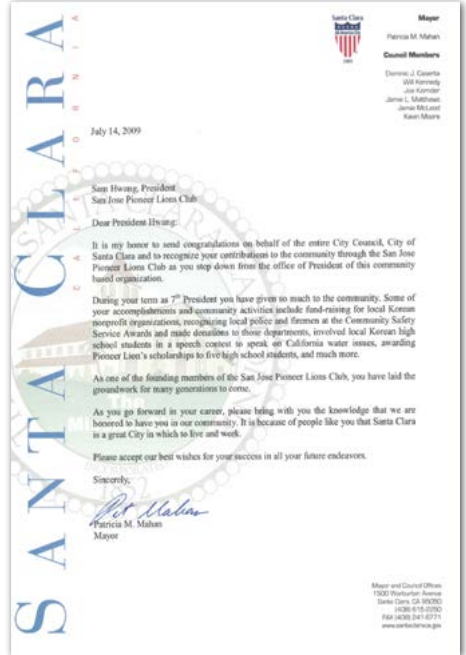 Santa Clara
Mayor
Patricia M. Mahan
Council Members
Dominic J. Caserta
Will Kennedy
Joe Kornder
Jamie L. Matthews
Jamie McLeod
Kevin Moore
SANTA CLARA
CALIFORNIA
July 14, 2009
Sam Hwang, President
San Jose Pioneer Lions Club
Dear President Hwang:
It is my honor to send congratulations on behalf of the entire City Council, City of
Santa Clara and to recognize your contributions to the community through the San Jose
Pioneer Lions Club as you step down from the office of President of this community
based organization.
During your term as 7th President you have given so much to the community. Some of
your accomplishments and community activities include fund-raising for local Korean
nonprofit organizations, recognizing local police and firemen at the Community Safety
Service Awards and made donations to those departments, involved local Korean high
school students in a speech contest to speak on California water issues, awarding
Pioneer Lion's scholarships to five high school students, and much more.
As one of the founding members of the San Jose Pioneer Lions Club, you have laid the
groundwork for many generations to come.
As you go forward in your career, please bring with you the knowledge that we are
honored to have you in our community. It is because of people like you that Santa Clara
is a great City in which to live and work.
Please accept our best wishes for your success in all your future endeavors.
Sincerely,
Pat Mahan
Patricia M. Mahan
Mayor
Mayor and Council Offices
1500 Warburton Avenue
Santa Clara, CA 95050
(408) 615-2250
FAX (408) 241-6771
www.santaclaraca.gov